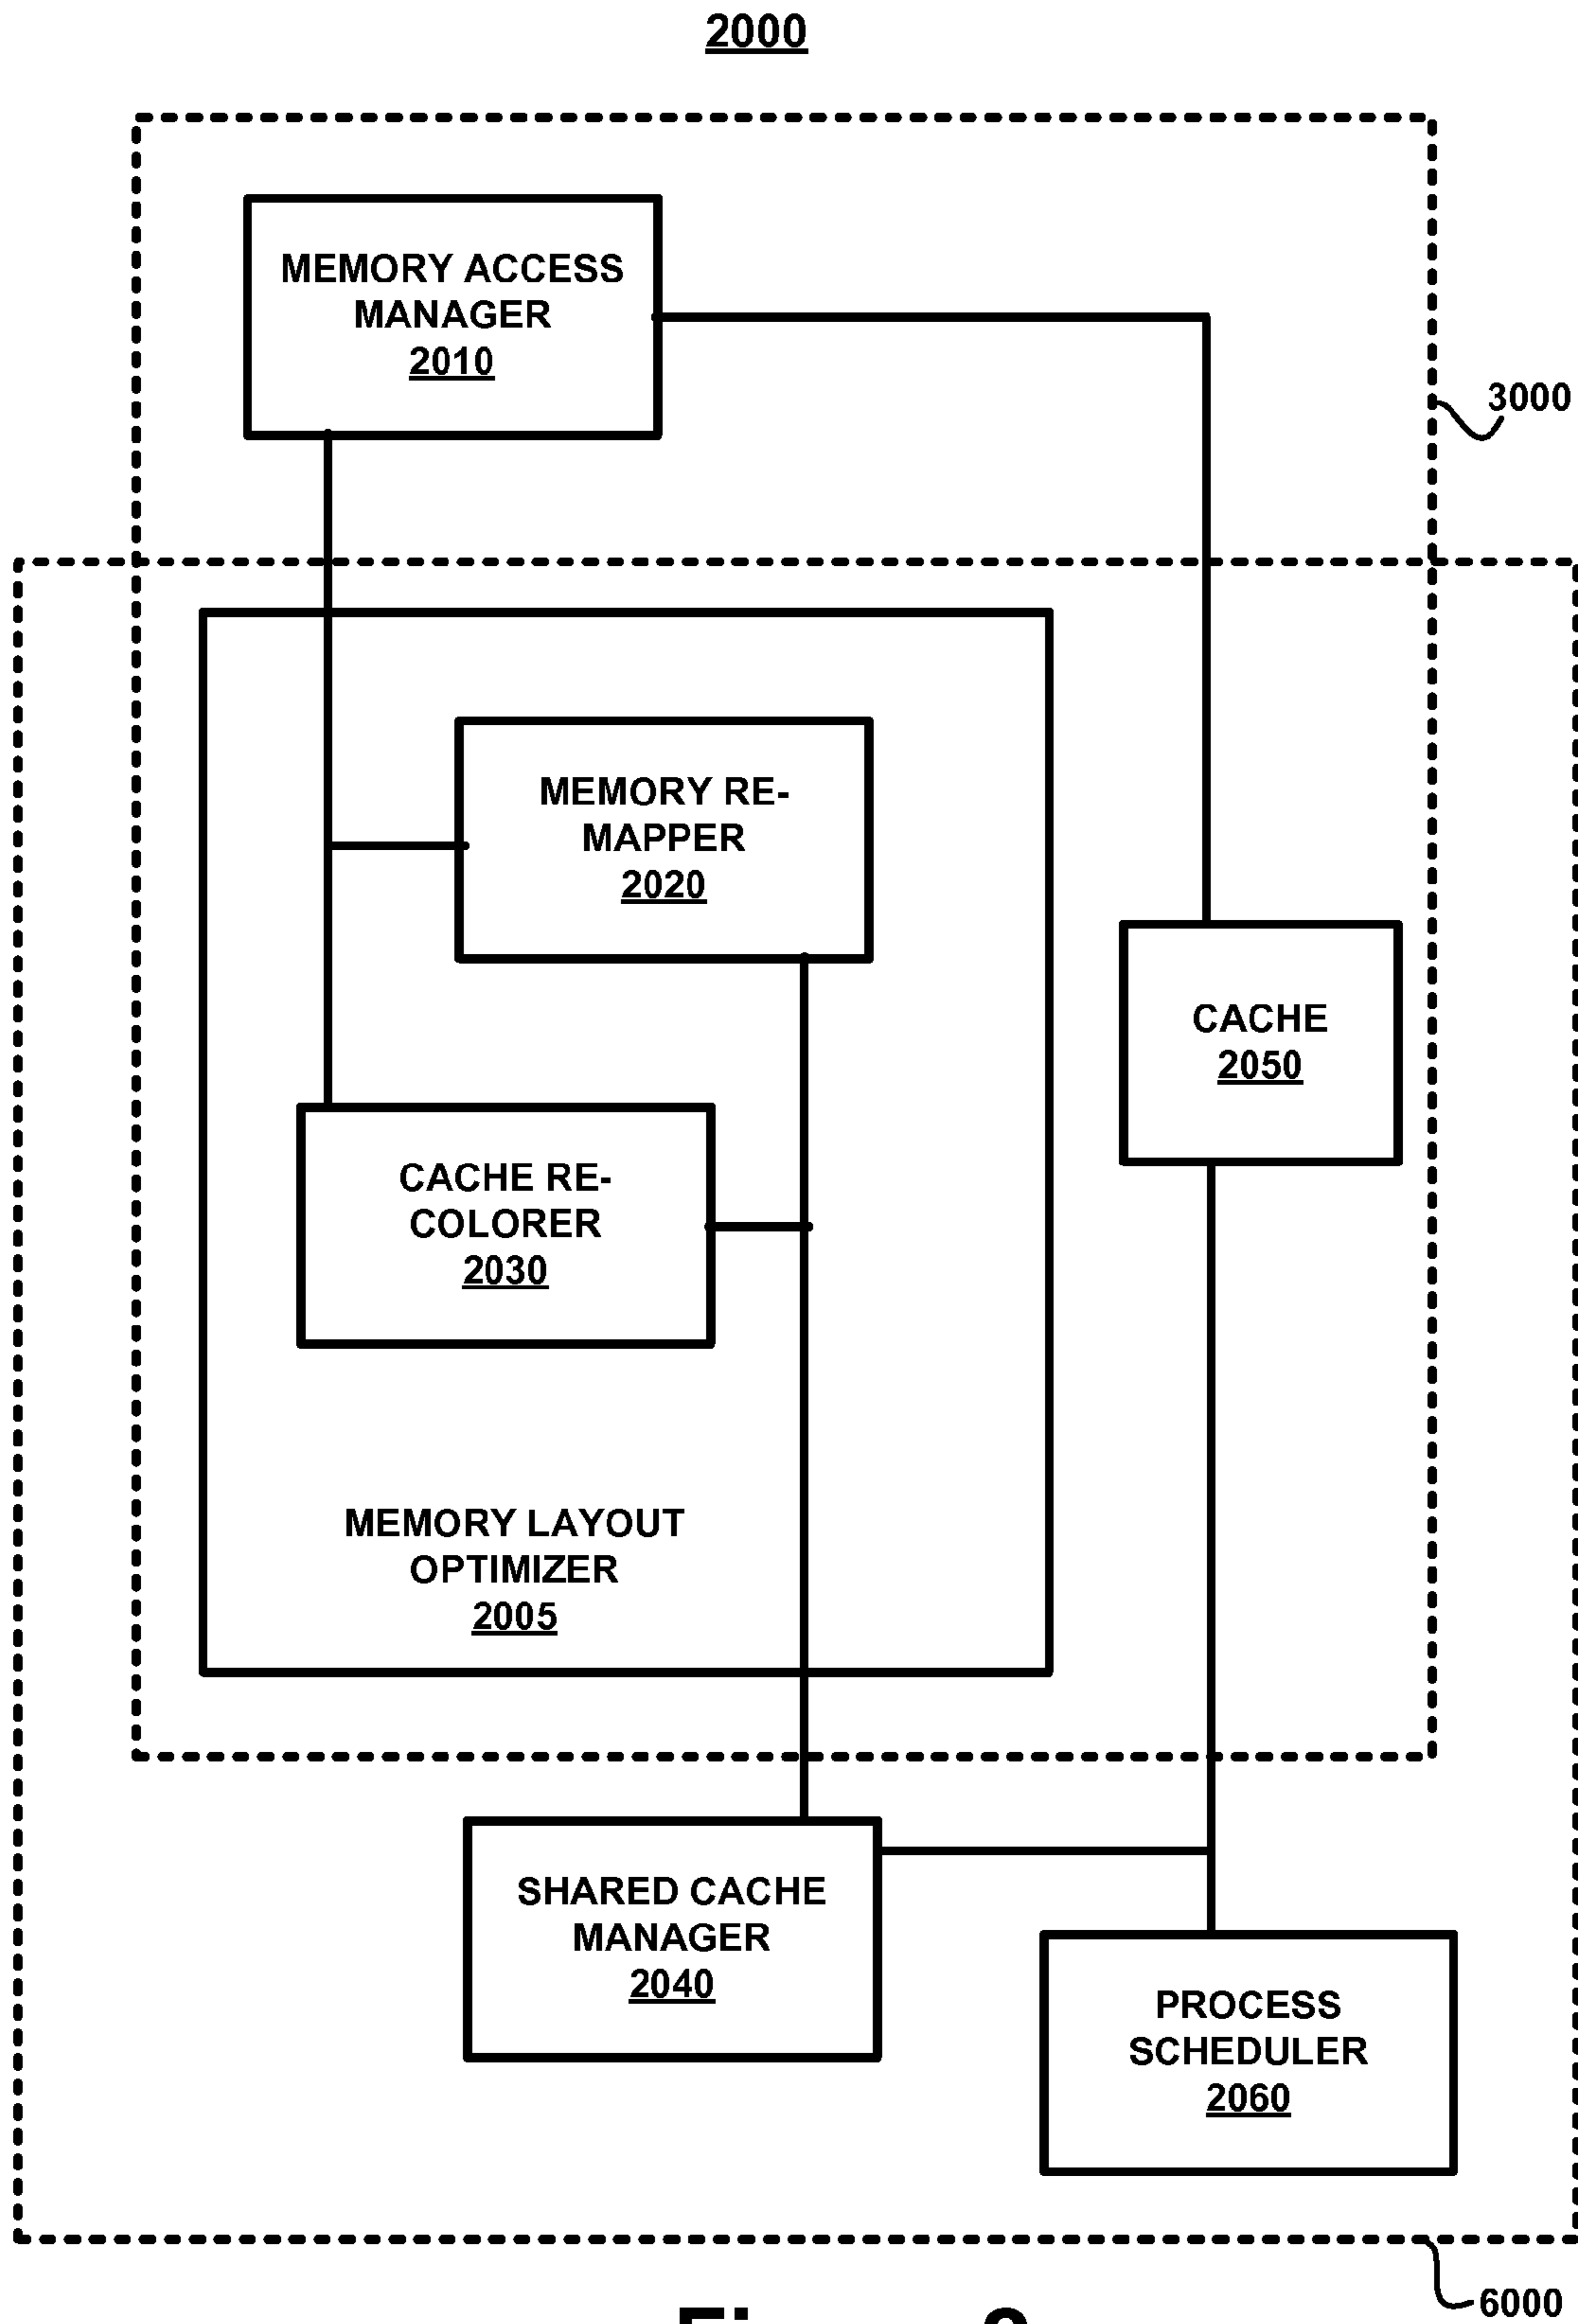 2000
MEMORY ACCESS
MANAGER
2010
3000
MEMORY RE-
MAPPER
2020
CACHE
2050
CACHE RE-
COLORER
2030
MEMORY LAYOUT
OPTIMIZER
2005
SHARED CACHE
MANAGER
2040
PROCESS
SCHEDULER
2060
6000